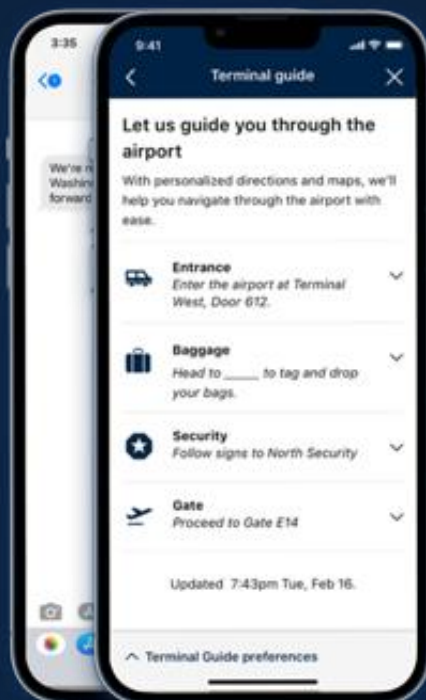 3:35
We're
Washin
forward
9:41
Terminal guide
Let us guide you through the
airport
With personalized directions and maps, we'll
help you navigate through the airport with
ease.
Entrance
Enter the airport at Terminal
West, Door 612.
Baggage
Head to _____ to tag and drop
your bags.
Security
Follow signs to North Security
Gate
Proceed to Gate E14
Updated 7:43pm Tue, Feb 16.
Terminal Guide preferences